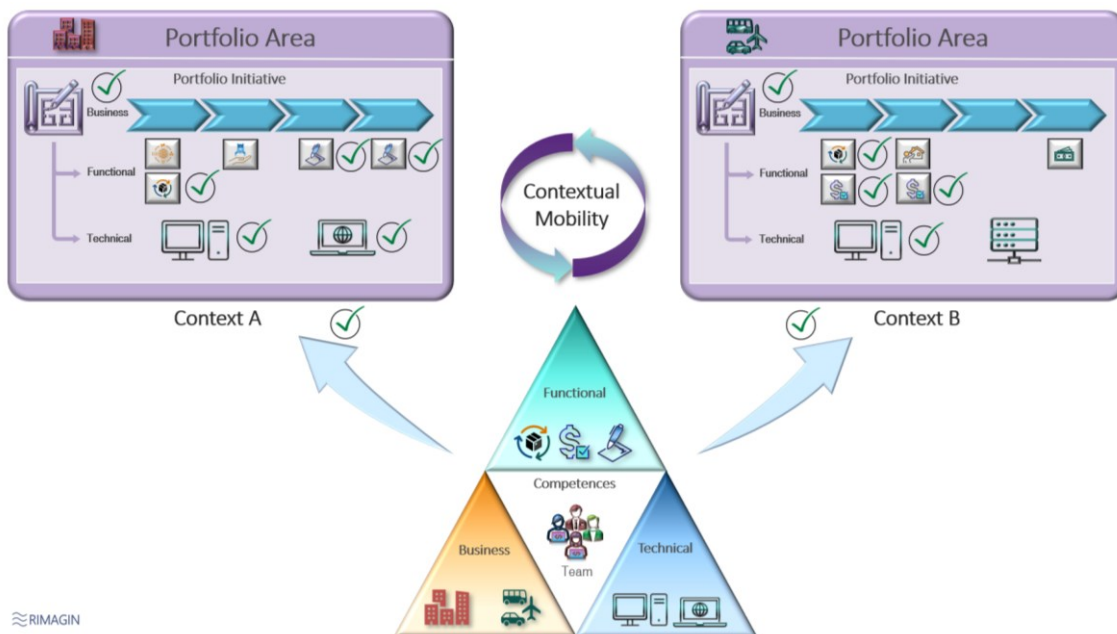 Portfolio Area
Portfolio Initiative
Business
Functional
Technical
Context A
Portfolio Area
Portfolio Initiative
Business
Functional
Technical
Context B
Contextual
Mobility
Functional
Competences
Team
Business
Technical
RIMAGIN